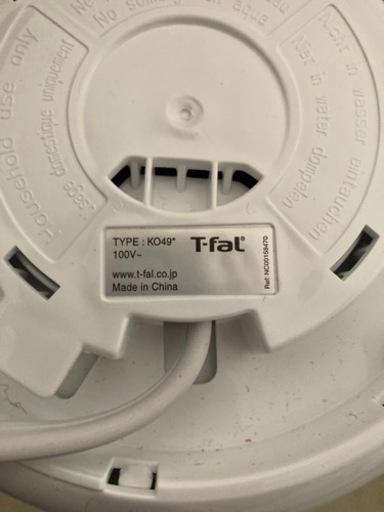 Household use only
Usage domestique uniquement
No sumergir en aqua
Nicht in wasser eintauchen
Niet in water dompelen
TYPE : KO49*
T-fal
100V~
www.t-fal.co.jp
Made in China
Ref: NC00158470